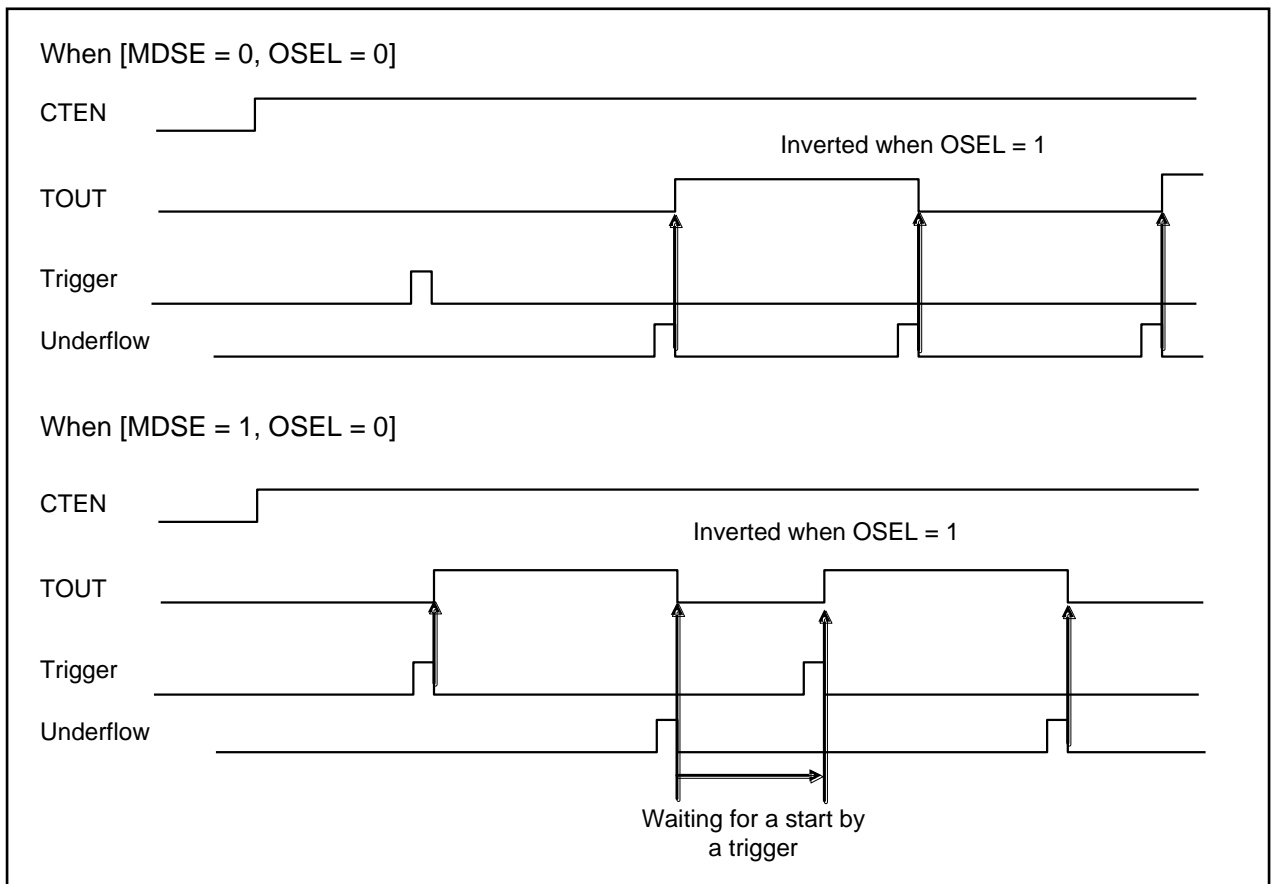 When [MDSE = 0, OSEL = 0]
CTEN
Inverted when OSEL = 1
TOUT
Trigger
Underflow
When [MDSE = 1, OSEL = 0]
CTEN
Inverted when OSEL = 1
TOUT
Trigger
Underflow
Waiting for a start by
a trigger